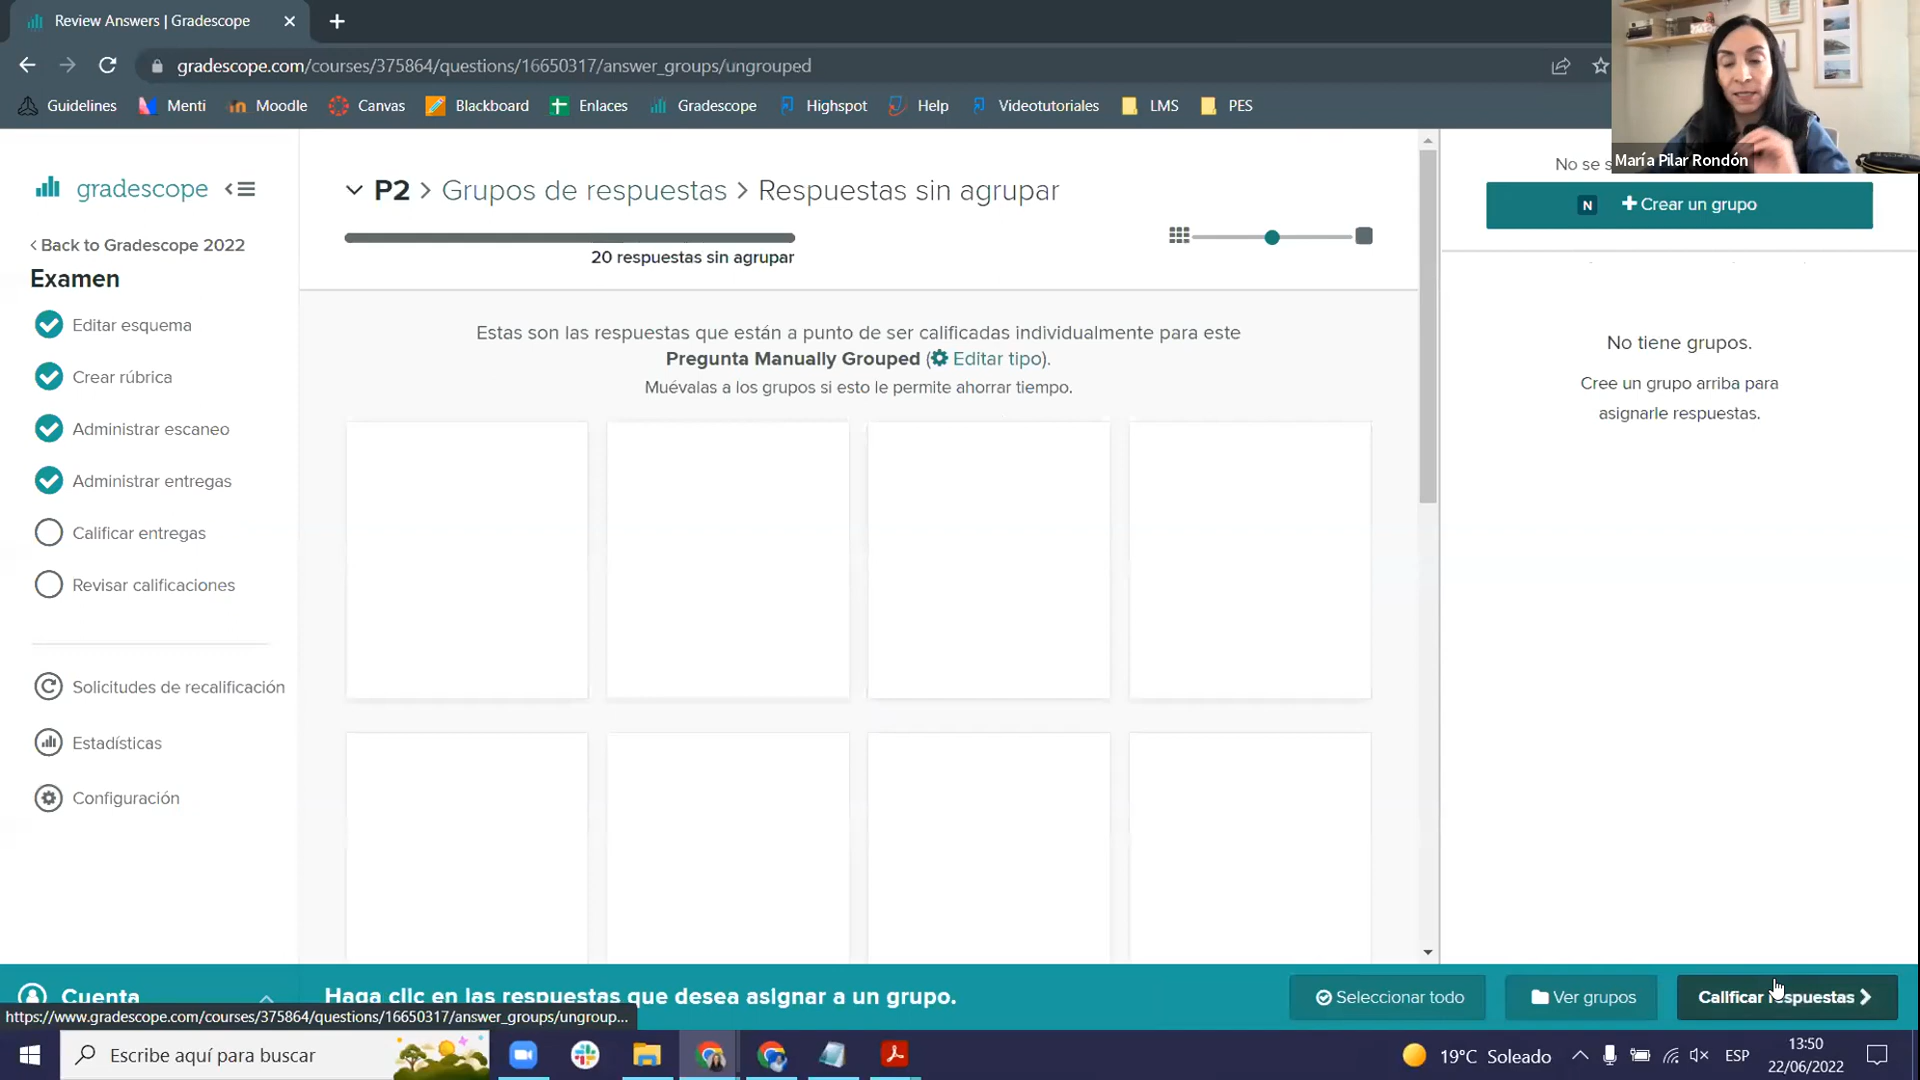 Review Answers | Gradescope
gradescope.com/courses/375864/questions/16650317/answer_groups/ungrouped
Guidelines Menti Moodle Canvas Blackboard Enlaces Gradescope Highspot Help Videotutoriales LMS PES
María Pilar Rondón
gradescope
< Back to Gradescope 2022
Examen
Editar esquema
Crear rúbrica
Administrar escaneo
Administrar entregas
Calificar entregas
Revisar calificaciones
Solicitudes de recalificación
Estadísticas
Configuración
P2 > Grupos de respuestas > Respuestas sin agrupar
20 respuestas sin agrupar
Estas son las respuestas que están a punto de ser calificadas individualmente para este
Pregunta Manually Grouped (Editar tipo).
Muévalas a los grupos si esto le permite ahorrar tiempo.
No se s
N + Crear un grupo
No tiene grupos.
Cree un grupo arriba para
asignarle respuestas.
Cuenta
Haga clic en las respuestas que desea asignar a un grupo.
Seleccionar todo
Ver grupos
Calificar respuestas >
https://www.gradescope.com/courses/375864/questions/16650317/answer_groups/ungroup...
Escribe aquí para buscar
19°C Soleado
ESP
13:50
22/06/2022